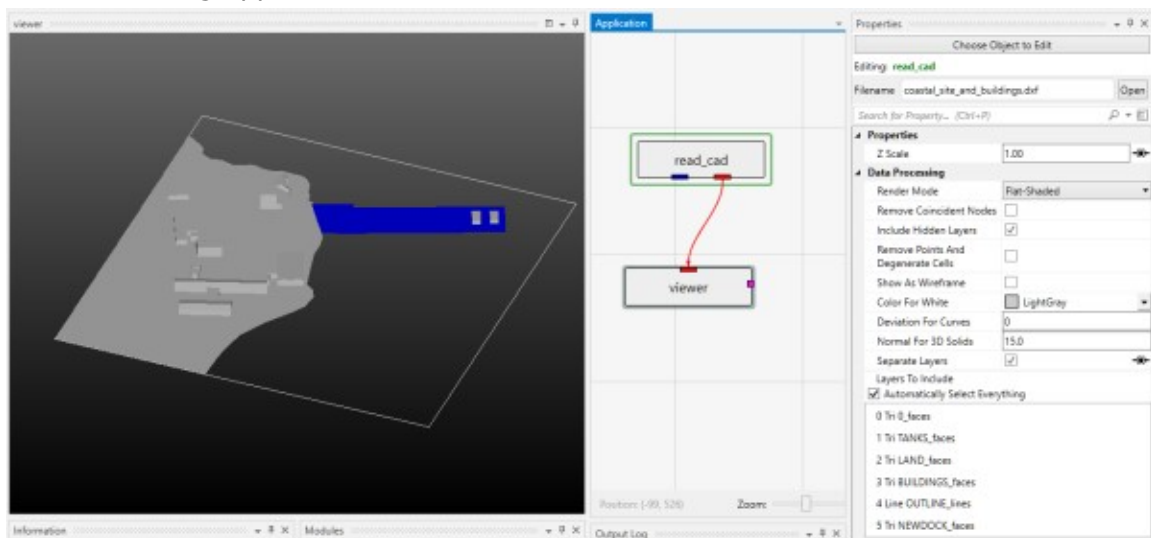 viewer
Application
read_cad
viewer
Position: (-99, 526)
Zoom:
Properties
Choose Object to Edit
Editing: read_cad
Filename coastal_site_and_buildings.dxf Open
Search for Property... (Ctrl+P)
Properties
Z Scale 1.00
Data Processing
Render Mode Flat-Shaded
Remove Coincident Nodes
Include Hidden Layers
Remove Points And
Degenerate Cells
Show As Wireframe
Color For White LightGray
Deviation For Curves 0
Normal For 3D Solids 15.0
Separate Layers
Layers To Include
Automatically Select Everything
0 Tri 0_faces
1 Tri TANKS_faces
2 Tri LAND_faces
3 Tri BUILDINGS_faces
4 Line OUTLINE_lines
5 Tri NEWDOCK_faces
Information
Modules
Output Log